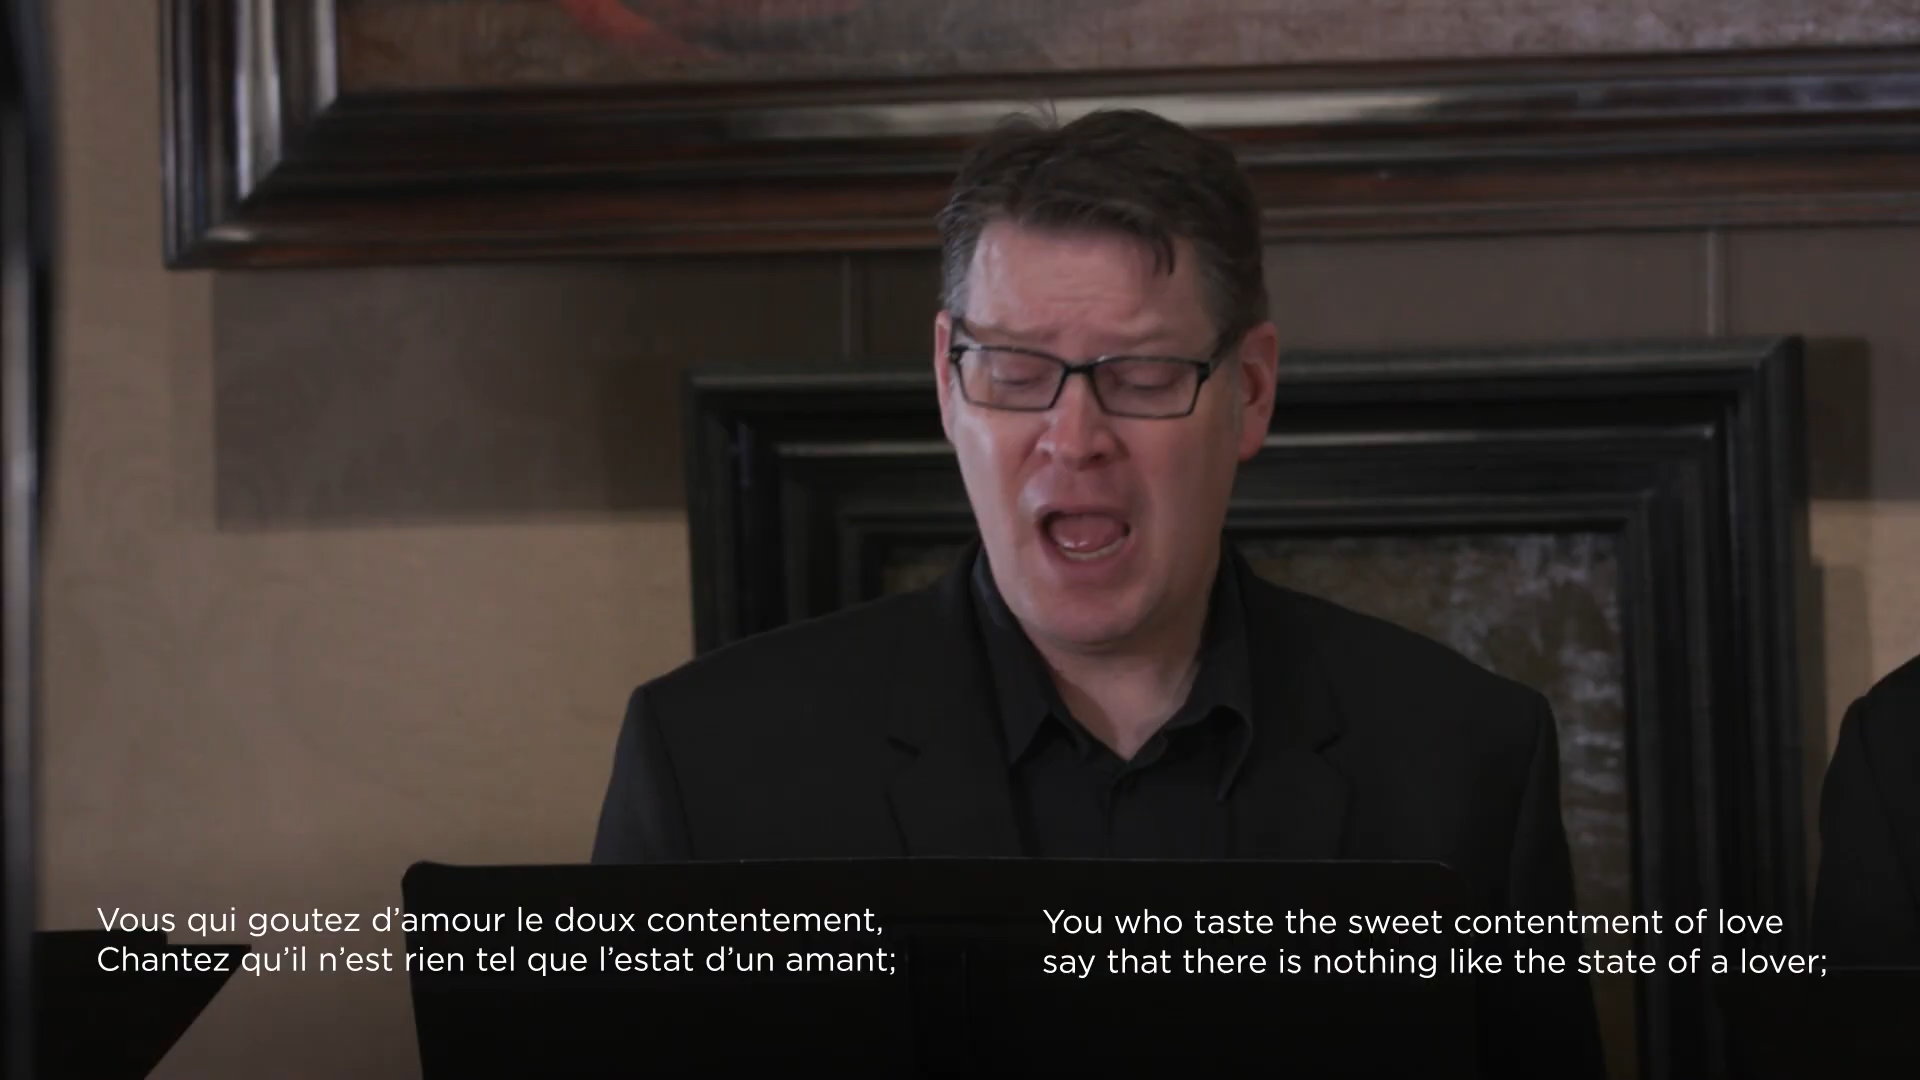 Vous qui goutez d’amour le doux contentement,
Chantez qu’il n’est rien tel que l’estat d’un amant;
You who taste the sweet contentment of love
say that there is nothing like the state of a lover;